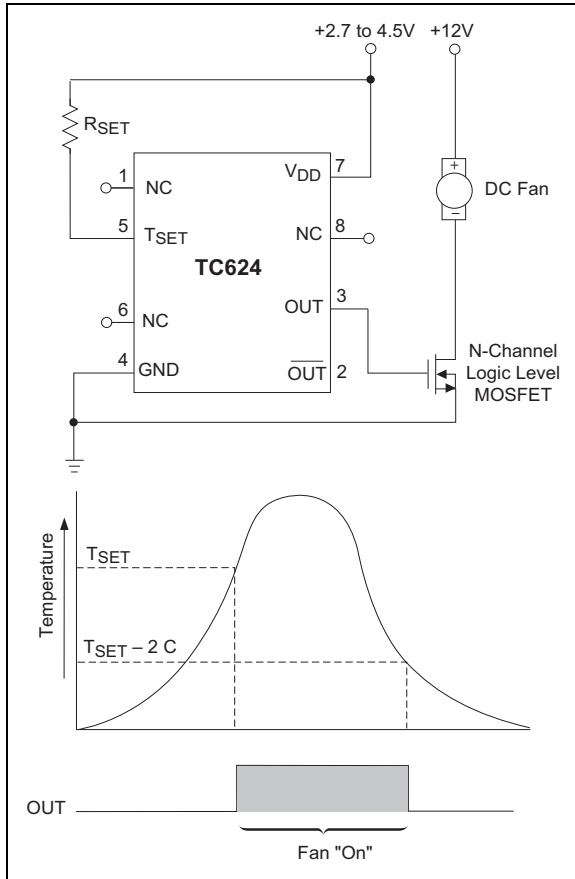 +2.7 to 4.5V +12V
RSET
1 NC
VDD 7
+
DC Fan
–
5 TSET
NC 8
TC624
6 NC
OUT 3
4 GND
OUT 2
N-Channel
Logic Level
MOSFET
Temperature
TSET
TSET – 2 C
OUT
Fan "On"